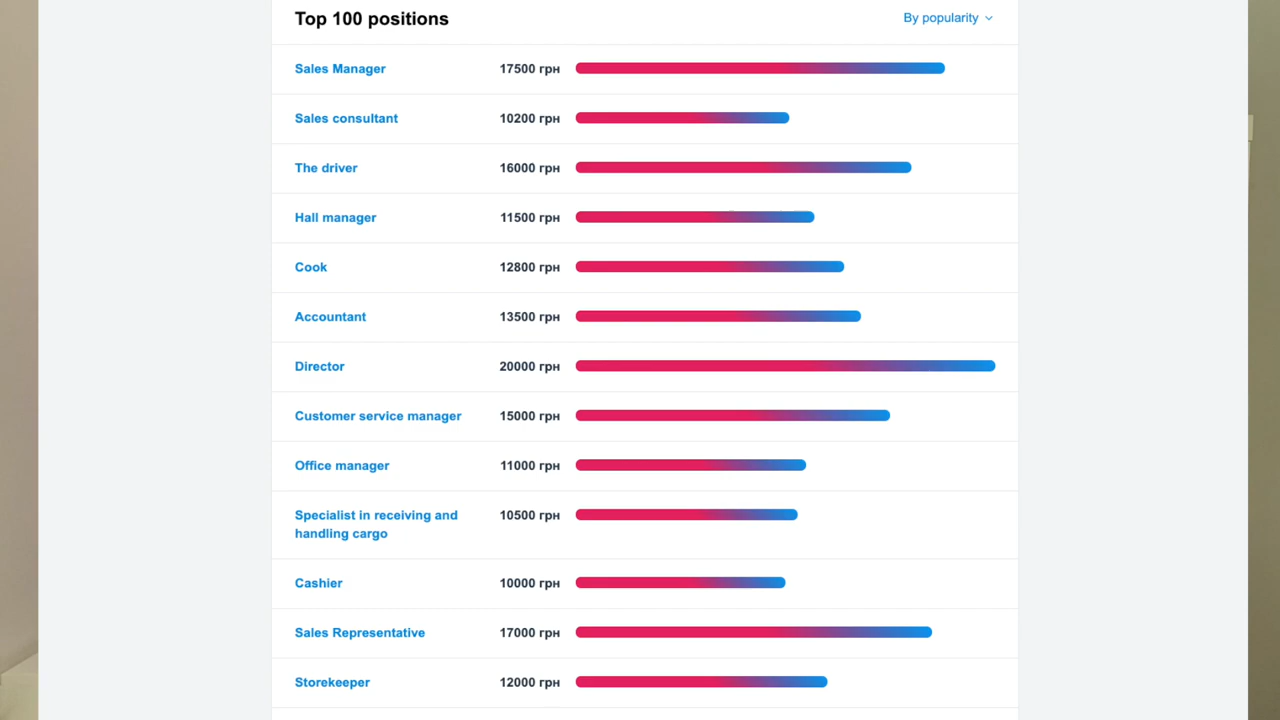 Top 100 positions
By popularity
Sales Manager 17500 грн
Sales consultant 10200 грн
The driver 16000 грн
Hall manager 11500 грн
Cook 12800 грн
Accountant 13500 грн
Director 20000 грн
Customer service manager 15000 грн
Office manager 11000 грн
Specialist in receiving and 10500 грн
handling cargo
Cashier 10000 грн
Sales Representative 17000 грн
Storekeeper 12000 грн